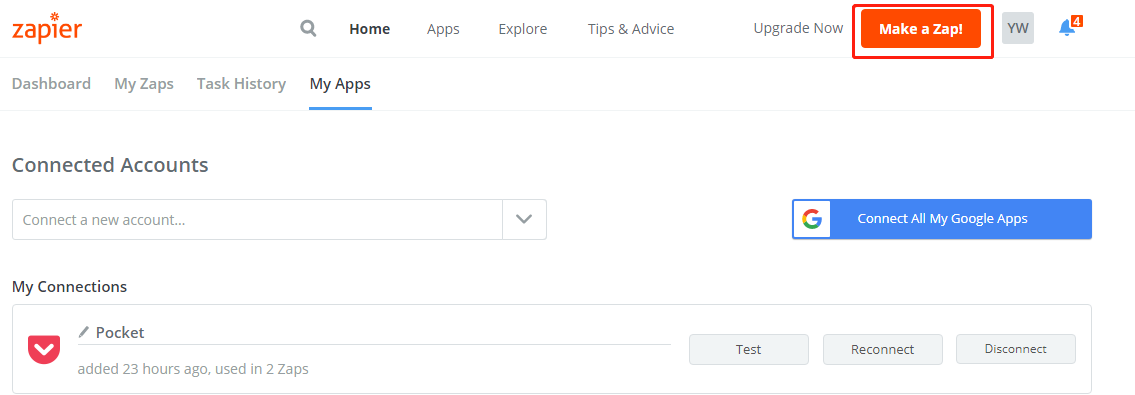 zapier Home Apps Explore Tips & Advice Upgrade Now Make a Zap! YW 4
Dashboard My Zaps Task History My Apps
Connected Accounts
Connect a new account... Connect All My Google Apps
My Connections
Pocket
Test Reconnect Disconnect
added 23 hours ago, used in 2 Zaps